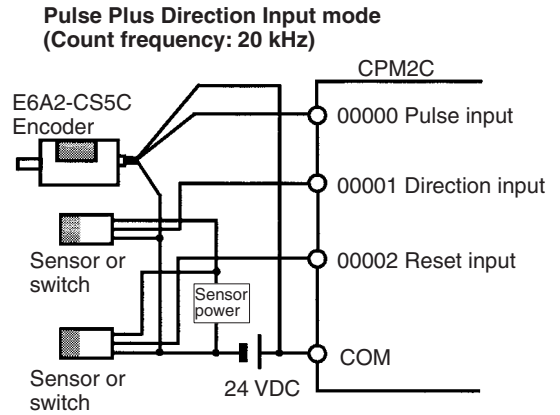 Pulse Plus Direction Input mode
(Count frequency: 20 kHz)
CPM2C
E6A2-CS5C
Encoder
00000 Pulse input
00001 Direction input
Sensor or
switch
00002 Reset input
Sensor
power
COM
24 VDC
Sensor or
switch